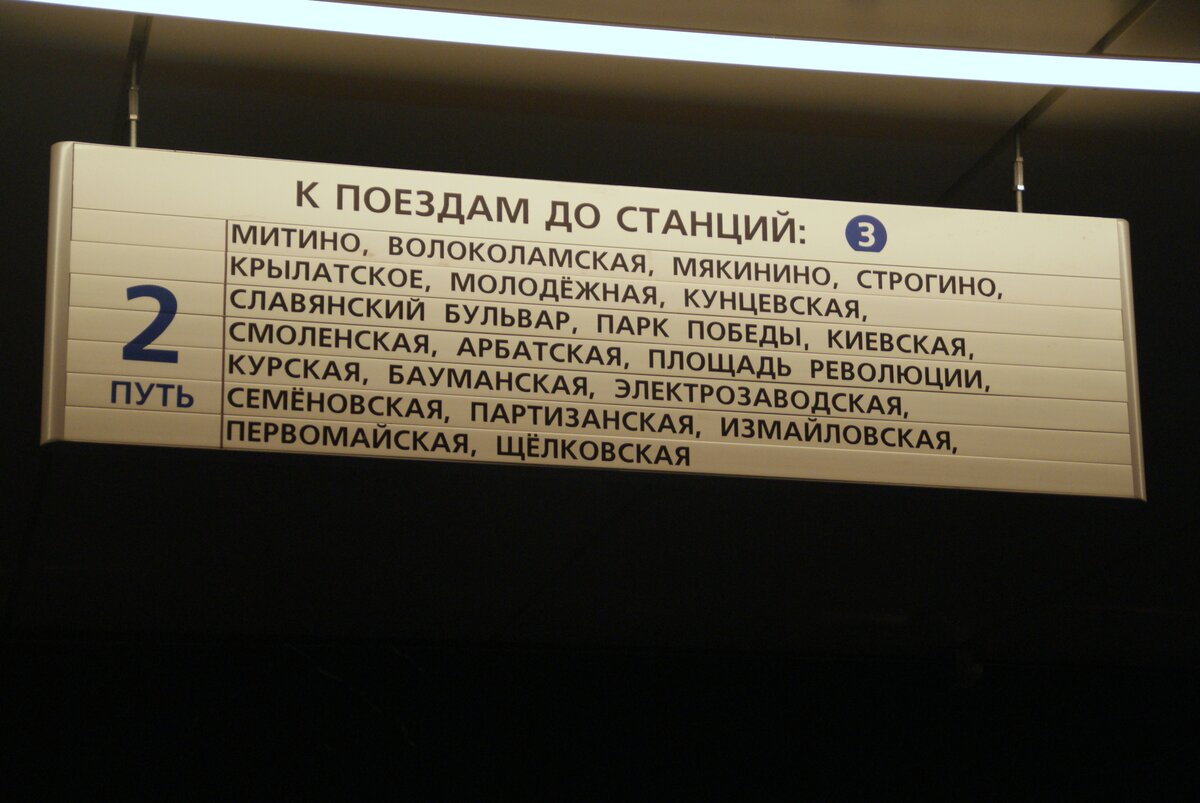 К ПОЕЗДАМ ДО СТАНЦИЙ: 3
2
ПУТЬ
МИТИНО, ВОЛОКОЛАМСКАЯ, МЯКИНИНО, СТРОГИНО,
КРЫЛАТСКОЕ, МОЛОДЁЖНАЯ, КУНЦЕВСКАЯ,
СЛАВЯНСКИЙ БУЛЬВАР, ПАРК ПОБЕДЫ, КИЕВСКАЯ,
СМОЛЕНСКАЯ, АРБАТСКАЯ, ПЛОЩАДЬ РЕВОЛЮЦИИ,
КУРСКАЯ, БАУМАНСКАЯ, ЭЛЕКТРОЗАВОДСКАЯ,
СЕМЁНОВСКАЯ, ПАРТИЗАНСКАЯ, ИЗМАЙЛОВСКАЯ,
ПЕРВОМАЙСКАЯ, ЩЁЛКОВСКАЯ